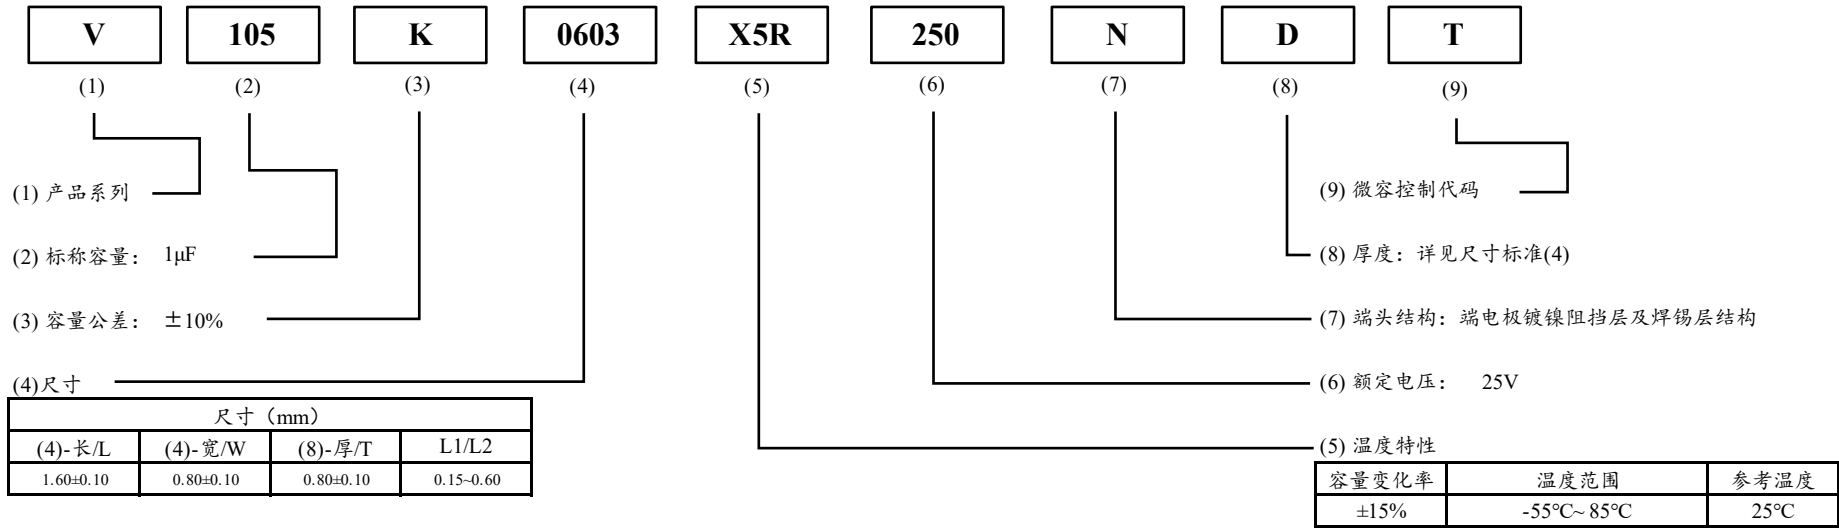 V 105 K 0603 X5R 250 N D T
(1) (2) (3) (4) (5) (6) (7) (8) (9)
(1) 产品系列
(9) 微容控制代码
(2) 标称容量： 1μF
(8) 厚度：详见尺寸标准(4)
(3) 容量公差： ±10%
(7) 端头结构：端电极镀镍阻挡层及焊锡层结构
(4)尺寸
(6) 额定电压： 25V
尺寸（mm）
(4)-长/L (4)-宽/W (8)-厚/T L1/L2
1.60±0.10 0.80±0.10 0.80±0.10 0.15~0.60
(5) 温度特性
容量变化率 温度范围 参考温度
±15% -55℃~ 85℃ 25℃